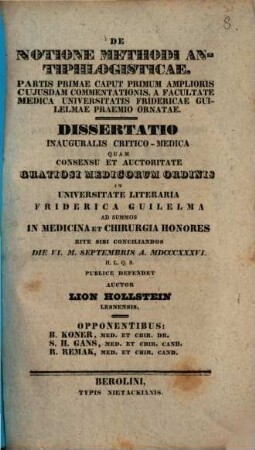 8.
DE
NOTIONE METHODI AN-
TIPHLOGISTICAE.
PARTIS PRIMAE CAPUT PRIMUM AMPLIORIS
CUJUSDAM COMMENTATIONIS, A FACULTATE
MEDICA UNIVERSITATIS FRIDERICAE GUI-
LELMAE PRAEMIO ORNATAE.
DISSERTATIO
INAUGURALIS CRITICO-MEDICA
QUAM
CONSENSU ET AUCTORITATE
GRATIOSI MEDICORUM ORDINIS
IN
UNIVERSITATE LITERARIA
FRIDERICA GUILELMA
AD SUMMOS
IN MEDICINA ET CHIRURGIA HONORES
RITE SIBI CONCILIANDOS
DIE VI. M. SEPTEMBRIS A. MDCCCXXXVI.
H. L. Q. S.
PUBLICE DEFENDET
AUCTOR
LION HOLLSTEIN
LESNENSIS.
OPPONENTIBUS:
B. KONER, MED. ET CHIR. DR.
S. H. GANS, MED. ET CHIR. CAND.
R. REMAK, MED. ET CHIR. CAND.
BEROLINI,
TYPIS NIETACKIANIS.